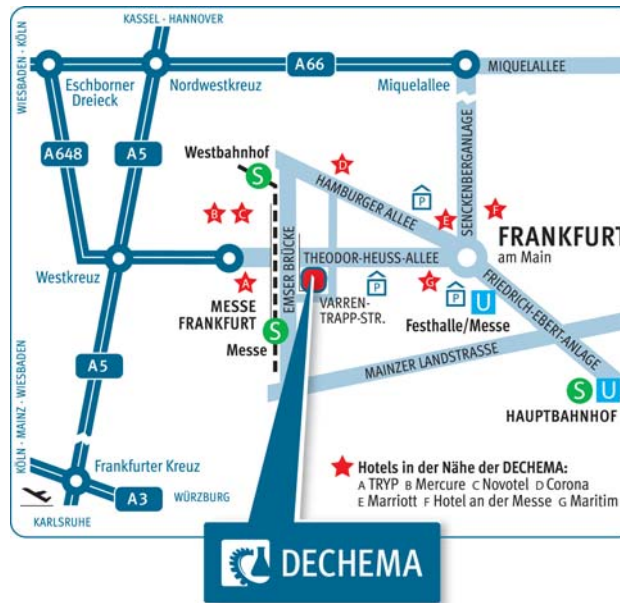 KASSEL - HANNOVER
WIESBADEN - KÖLN
A66
MIQUELALLEE
Eschborner
Dreieck
Nordwestkreuz
Miquelallee
A648
A5
Westbahnhof
S
D
HAMBURGER ALLEE
SENCKENBERGANLAGE
P
B
C
E
F
FRANKFURT
am Main
Westkreuz
THEODOR-HEUSS-ALLEE
EMSER BRÜCKE
A
P
G
P
U
MESSE
FRANKFURT
VARREN-
TRAPP-STR.
Festhalle/Messe
FRIEDRICH-EBERT-ANLAGE
S
Messe
A5
MAINZER LANDSTRASSE
S U
HAUPTBAHNHOF
KÖLN - MAINZ - WIESBADEN
Frankfurter Kreuz
A3
WÜRZBURG
KARLSRUHE
Hotels in der Nähe der DECHEMA:
A TRYP B Mercure C Novotel D Corona
E Marriott F Hotel an der Messe G Maritim
DECHEMA